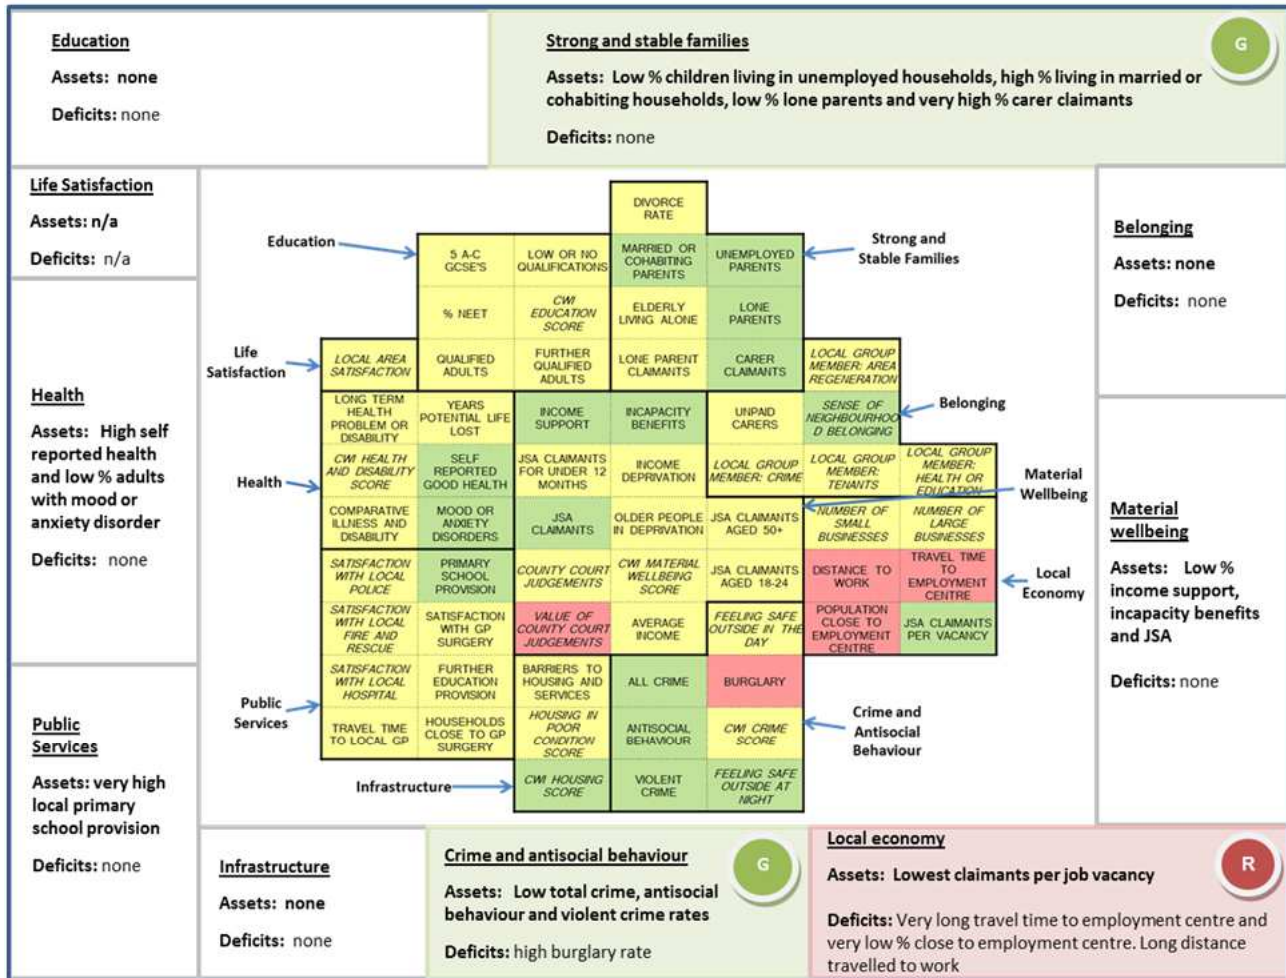 Education
Assets: none
Deficits: none
Strong and stable families
G
Assets: Low % children living in unemployed households, high % living in married or
cohabiting households, low % lone parents and very high % carer claimants
Deficits: none
Life Satisfaction
Assets: n/a
Deficits: n/a
Health
Assets: High self
reported health
and low % adults
with mood or
anxiety disorder
Deficits: none
Public
Services
Assets: very high
local primary
school provision
Deficits: none
Education
Life
Satisfaction
Health
Public
Services
Infrastructure
DIVORCE
RATE
5 A-C
GCSE'S
LOW OR NO
QUALIFICATIONS
MARRIED OR
COHABITING
PARENTS
UNEMPLOYED
PARENTS
% NEET
CWI
EDUCATION
SCORE
ELDERLY
LIVING ALONE
LONE
PARENTS
LOCAL AREA
SATISFACTION
QUALIFIED
ADULTS
FURTHER
QUALIFIED
ADULTS
LONE PARENT
CLAIMANTS
CARER
CLAIMANTS
LOCAL GROUP
MEMBER: AREA
REGENERATION
LONG TERM
HEALTH
PROBLEM OR
DISABILITY
YEARS
POTENTIAL LIFE
LOST
INCOME
SUPPORT
INCAPACITY
BENEFITS
UNPAID
CARERS
SENSE OF
NEIGHBOURHOO
D BELONGING
CWI HEALTH
AND DISABILITY
SCORE
SELF
REPORTED
GOOD HEALTH
JSA CLAIMANTS
FOR UNDER 12
MONTHS
INCOME
DEPRIVATION
LOCAL GROUP
MEMBER: CRIME
LOCAL GROUP
MEMBER:
TENANTS
LOCAL GROUP
MEMBER:
HEALTH OR
EDUCATION
COMPARATIVE
ILLNESS AND
DISABILITY
MOOD OR
ANXIETY
DISORDERS
JSA
CLAIMANTS
OLDER PEOPLE
IN DEPRIVATION
JSA CLAIMANTS
AGED 50+
NUMBER OF
SMALL
BUSINESSES
NUMBER OF
LARGE
BUSINESSES
SATISFACTION
WITH LOCAL
POLICE
PRIMARY
SCHOOL
PROVISION
COUNTY COURT
JUDGEMENTS
CWI MATERIAL
WELLBEING
SCORE
JSA CLAIMANTS
AGED 18-24
DISTANCE TO
WORK
TRAVEL TIME
TO
EMPLOYMENT
CENTRE
SATISFACTION
WITH LOCAL
FIRE AND
RESCUE
SATISFACTION
WITH GP
SURGERY
VALUE OF
COUNTY COURT
JUDGEMENTS
AVERAGE
INCOME
FEELING SAFE
OUTSIDE IN THE
DAY
POPULATION
CLOSE TO
EMPLOYMENT
CENTRE
JSA CLAIMANTS
PER VACANCY
SATISFACTION
WITH LOCAL
HOSPITAL
FURTHER
EDUCATION
PROVISION
BARRIERS TO
HOUSING AND
SERVICES
ALL CRIME
BURGLARY
TRAVEL TIME
TO LOCAL GP
HOUSEHOLDS
CLOSE TO GP
SURGERY
HOUSING IN
POOR
CONDITION
SCORE
ANTISOCIAL
BEHAVIOUR
CWI CRIME
SCORE
CWI HOUSING
SCORE
VIOLENT
CRIME
FEELING SAFE
OUTSIDE AT
NIGHT
Strong and
Stable Families
Belonging
Material
Wellbeing
Local
Economy
Crime and
Antisocial
Behaviour
Belonging
Assets: none
Deficits: none
Material
wellbeing
Assets: Low %
income support,
incapacity benefits
and JSA
Deficits: none
Infrastructure
Assets: none
Deficits: none
Crime and antisocial behaviour
G
Assets: Low total crime, antisocial
behaviour and violent crime rates
Deficits: high burglary rate
Local economy
R
Assets: Lowest claimants per job vacancy
Deficits: Very long travel time to employment centre and
very low % close to employment centre. Long distance
travelled to work